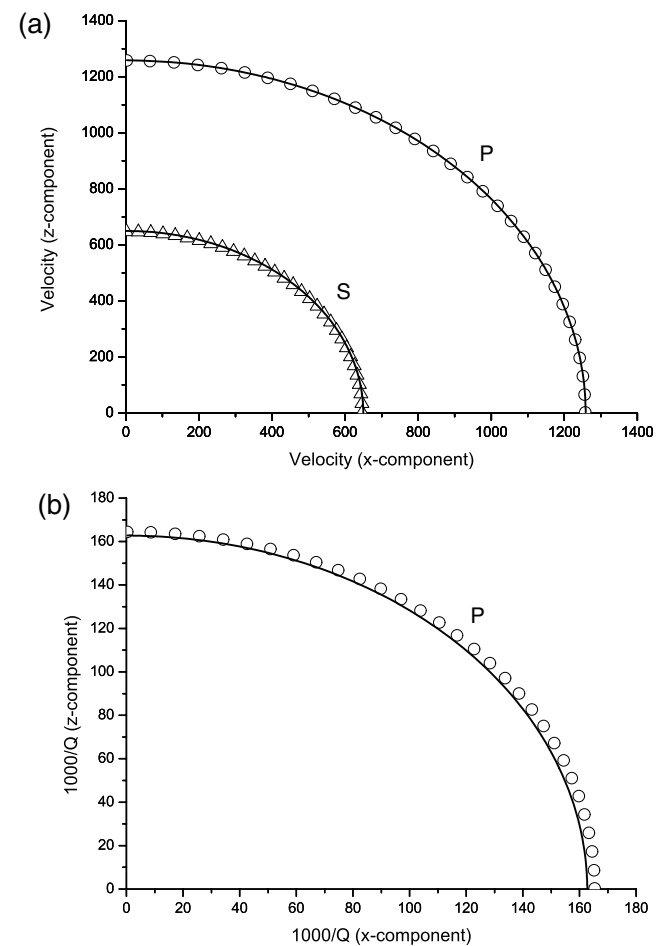 (a)
1400
1200
1000
800
600
400
200
0
Velocity (z-component)
P
S
0 200 400 600 800 1000 1200 1400
Velocity (x-component)
(b)
180
160
140
120
100
80
60
40
20
0
1000/Q (z-component)
P
0 20 40 60 80 100 120 140 160 180
1000/Q (x-component)